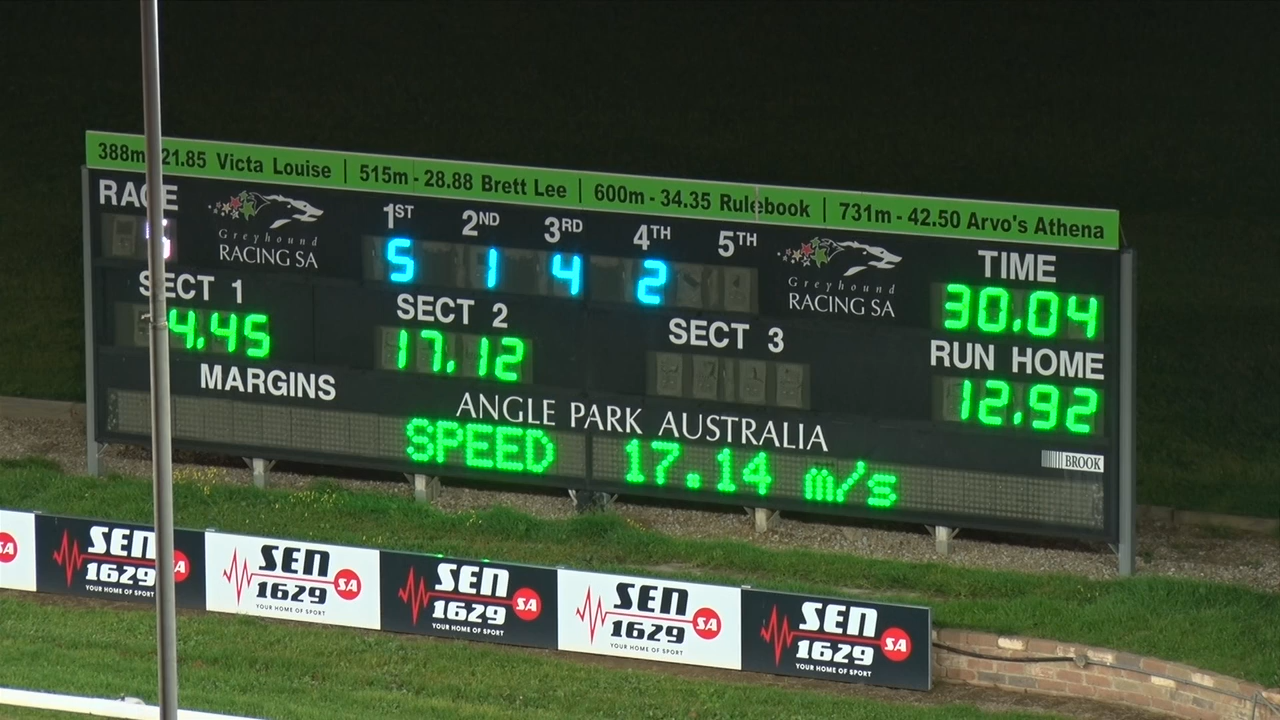 388m - 21.85 Victa Louise | 515m - 28.88 Brett Lee | 600m - 34.35 Rulebook | 731m - 42.50 Arvo's Athena
RACE
Greyhound
RACING SA
1ST 2ND 3RD 4TH 5TH
5 1 4 2
Greyhound
RACING SA
TIME
30.04
SECT 1
4.45
SECT 2
17.12
SECT 3
RUN HOME
12.92
MARGINS
ANGLE PARK AUSTRALIA
SPEED 17.14 m/s
BROOK
SA
SEN
1629 SA
YOUR HOME OF SPORT
SEN
1629 SA
YOUR HOME OF SPORT
SEN
1629 SA
YOUR HOME OF SPORT
SEN
1629 SA
YOUR HOME OF SPORT
SEN
1629 SA
YOUR HOME OF SPORT